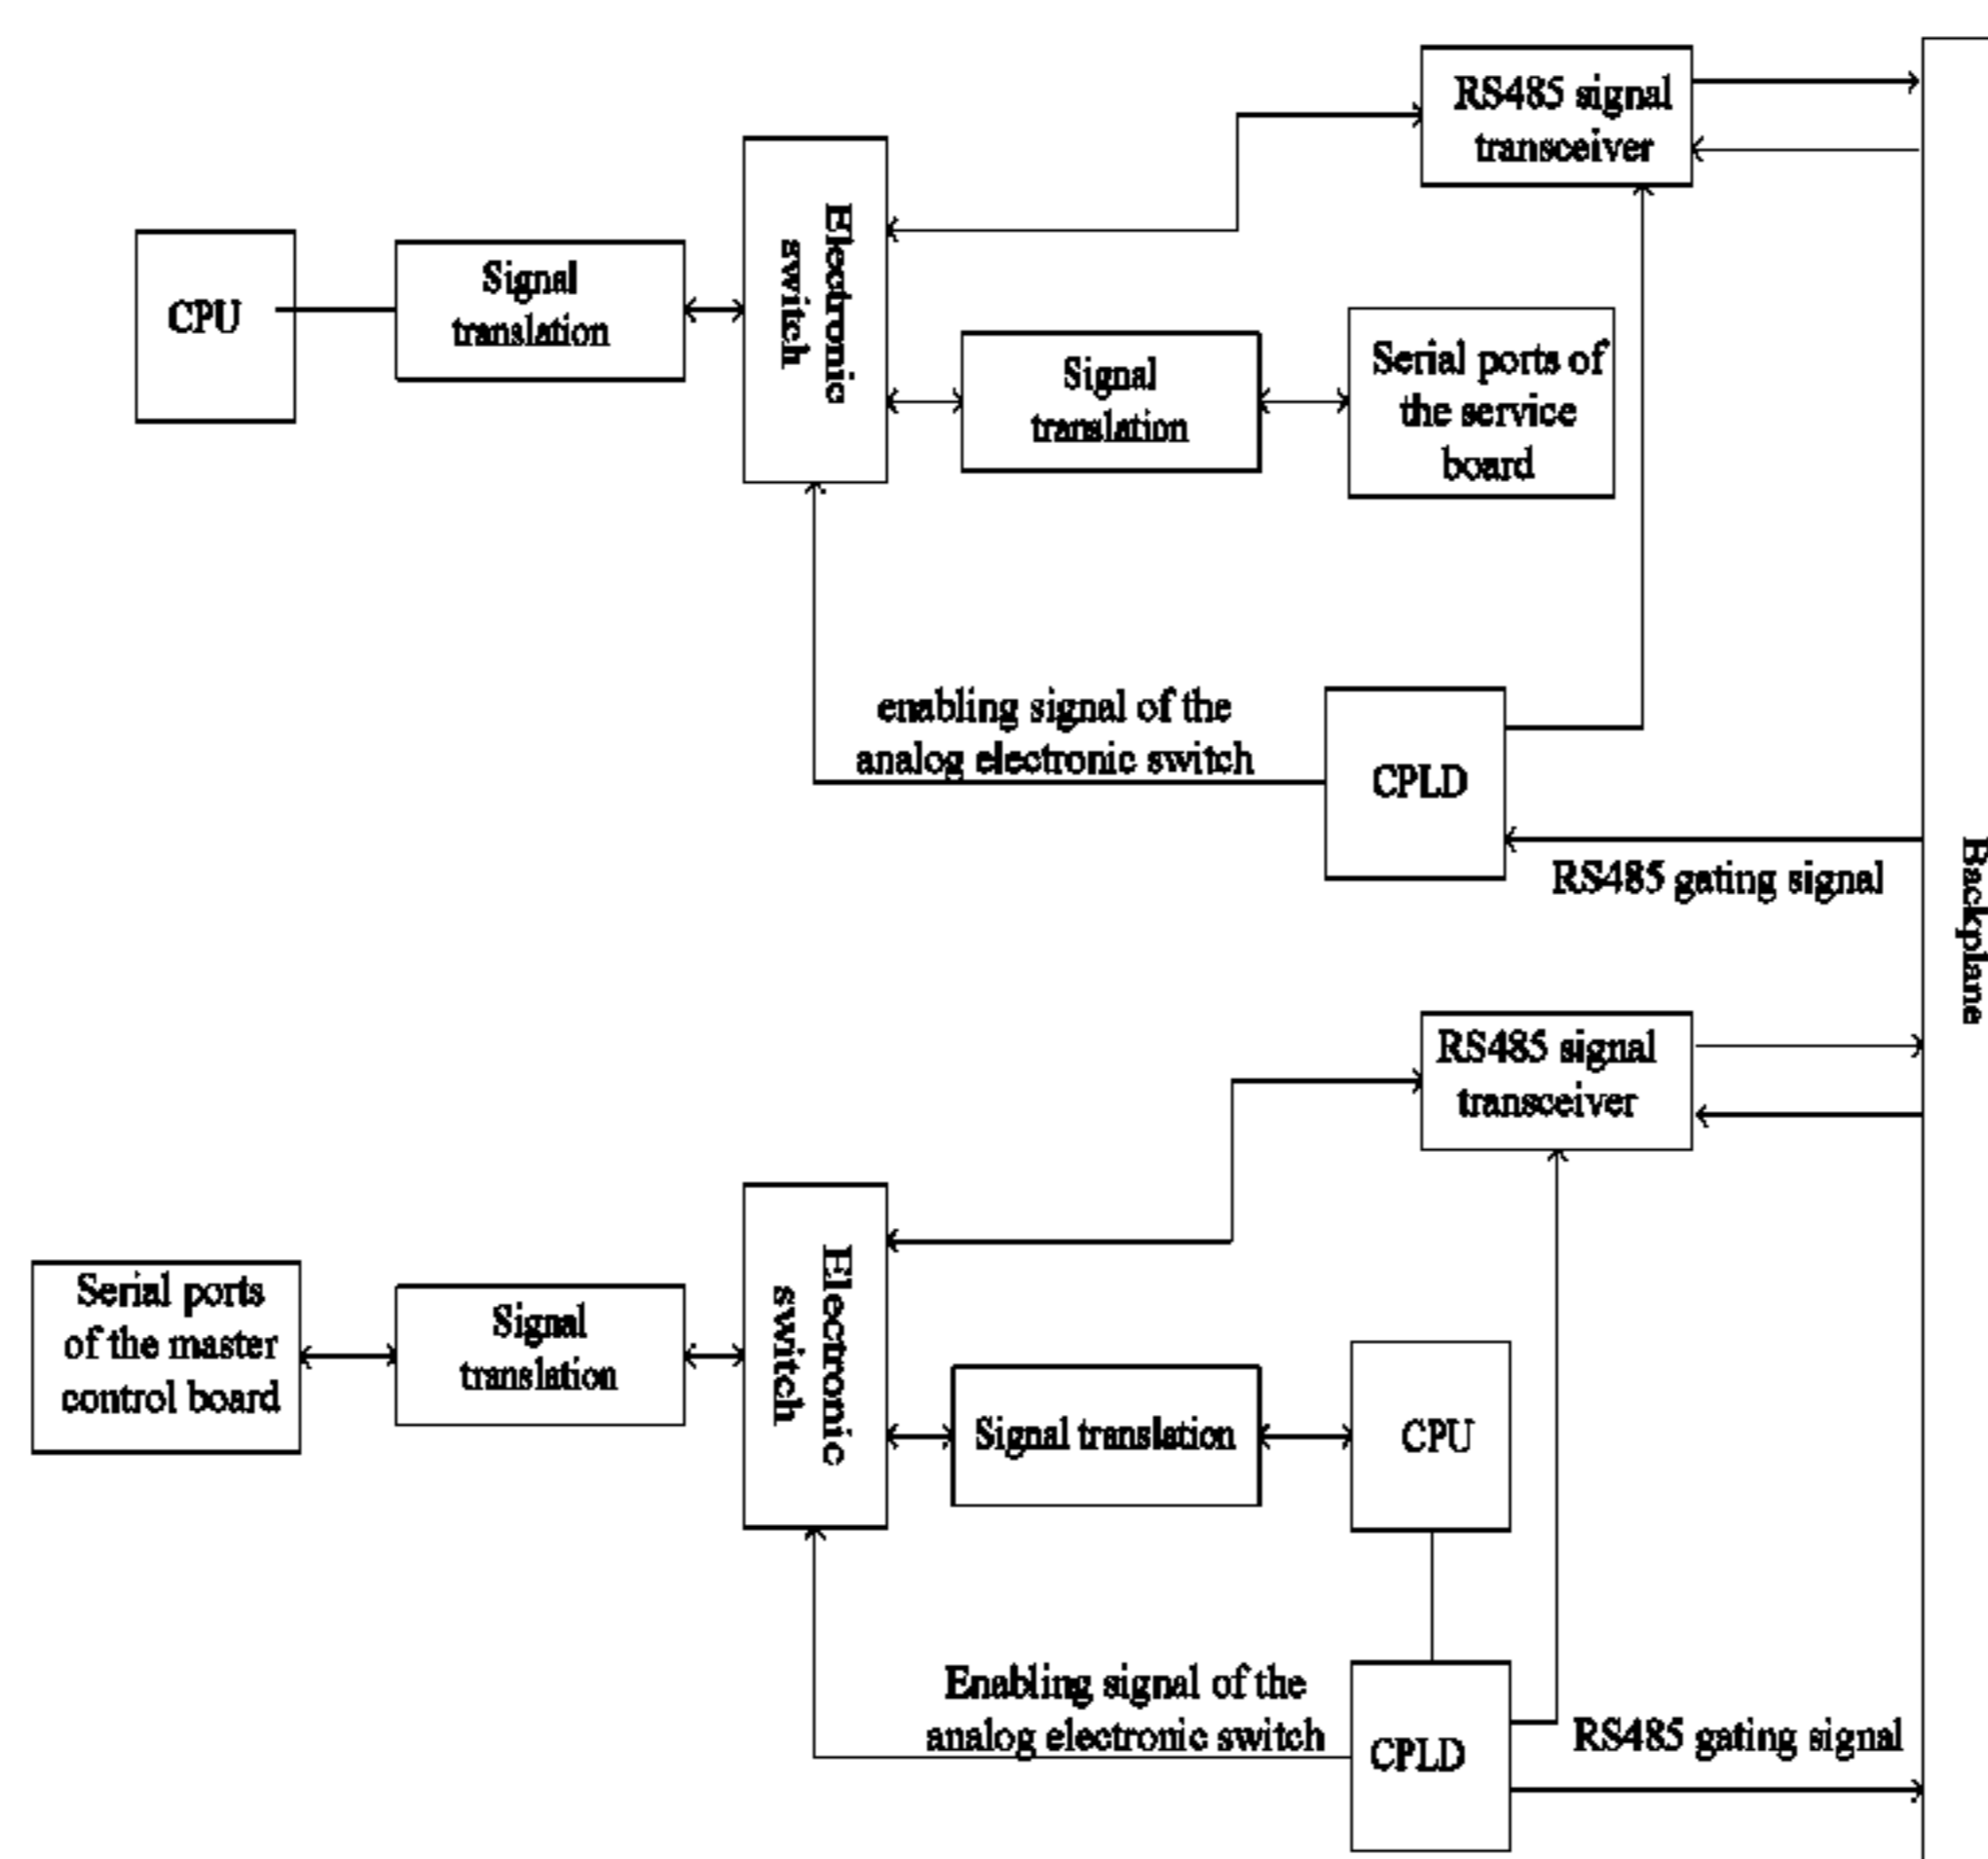 RS485 signal
transceiver
Electronic
switch
CPU
Signal
translation
Signal
translation
Serial ports of
the service
board
enabling signal of the
analog electronic switch
CPLD
RS485 gating signal
Backplane
RS485 signal
transceiver
Electronic
switch
Serial ports
of the master
control board
Signal
translation
Signal translation
CPU
Enabling signal of the
analog electronic switch
CPLD
RS485 gating signal